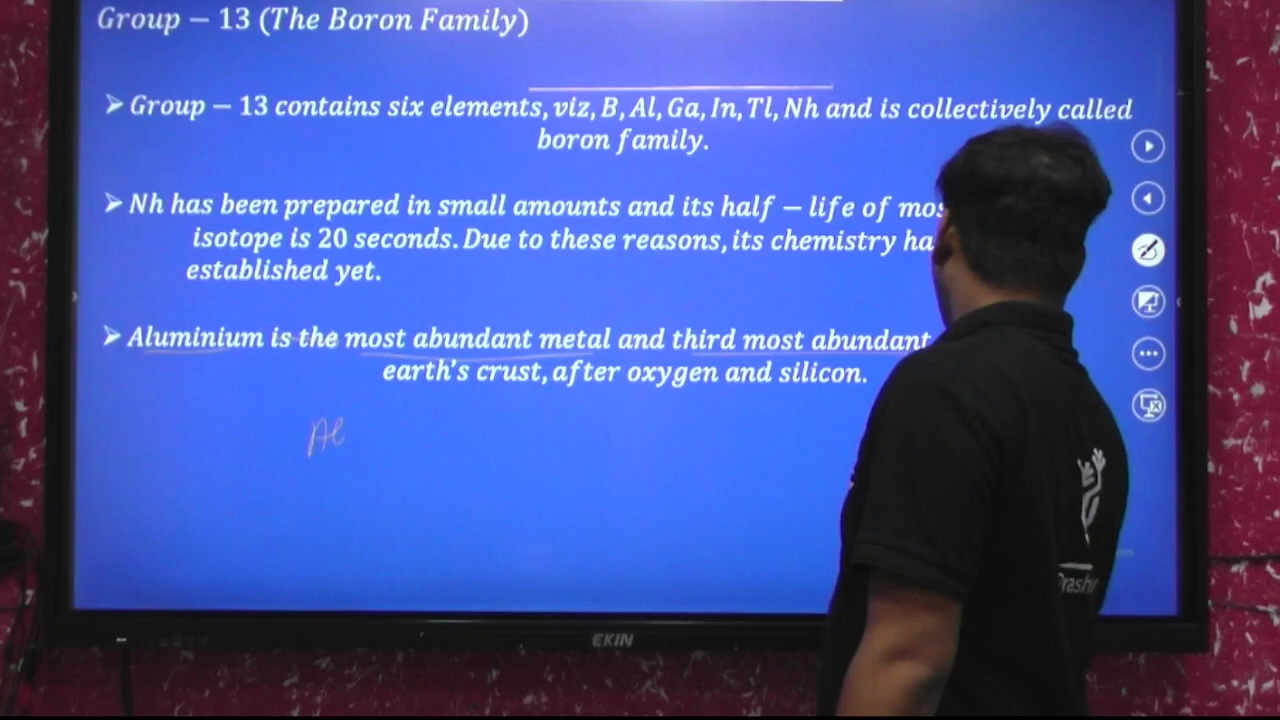 Group – 13 (The Boron Family)
➤ Group – 13 contains six elements, viz, B, Al, Ga, In, Tl, Nh and is collectively called
boron family.
➤ Nh has been prepared in small amounts and its half – life of mos
isotope is 20 seconds. Due to these reasons, its chemistry ha
established yet.
➤ Aluminium is the most abundant metal and third most abundant
earth's crust, after oxygen and silicon.
Al
EKIN